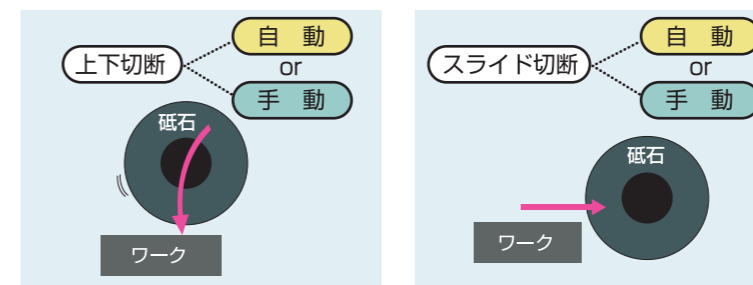 上下切断
自 動
or
手 動
砥石
ワーク
スライド切断
自 動
or
手 動
砥石
ワーク